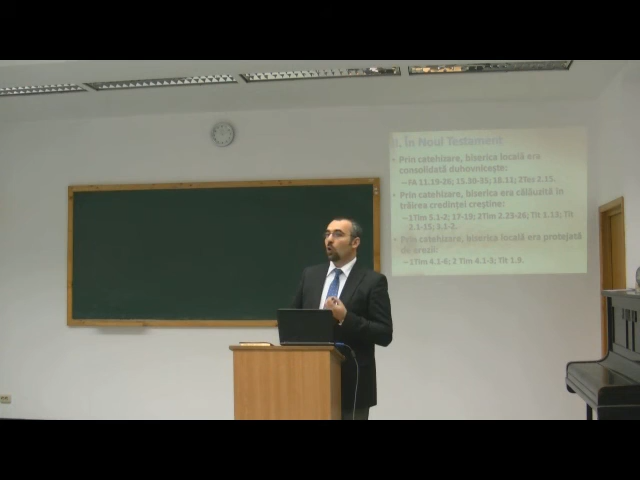 II. În Noul Testament
• Prin catehizare, biserica locală era
consolidată duhovnicește:
–FA 11.19-26; 15.30-35; 18.11; 2Tes 2.15.
• Prin catehizare, biserica era călăuzită în
trăirea credinței creștine:
–1Tim 5.1-2; 17-19; 2Tim 2.23-26; Tit 1.13; Tit
2.1-15; 3.1-2.
• Prin catehizare, biserica locală era protejată
de erezii:
–1Tim 4.1-6; 2 Tim 4.1-3; Tit 1.9.